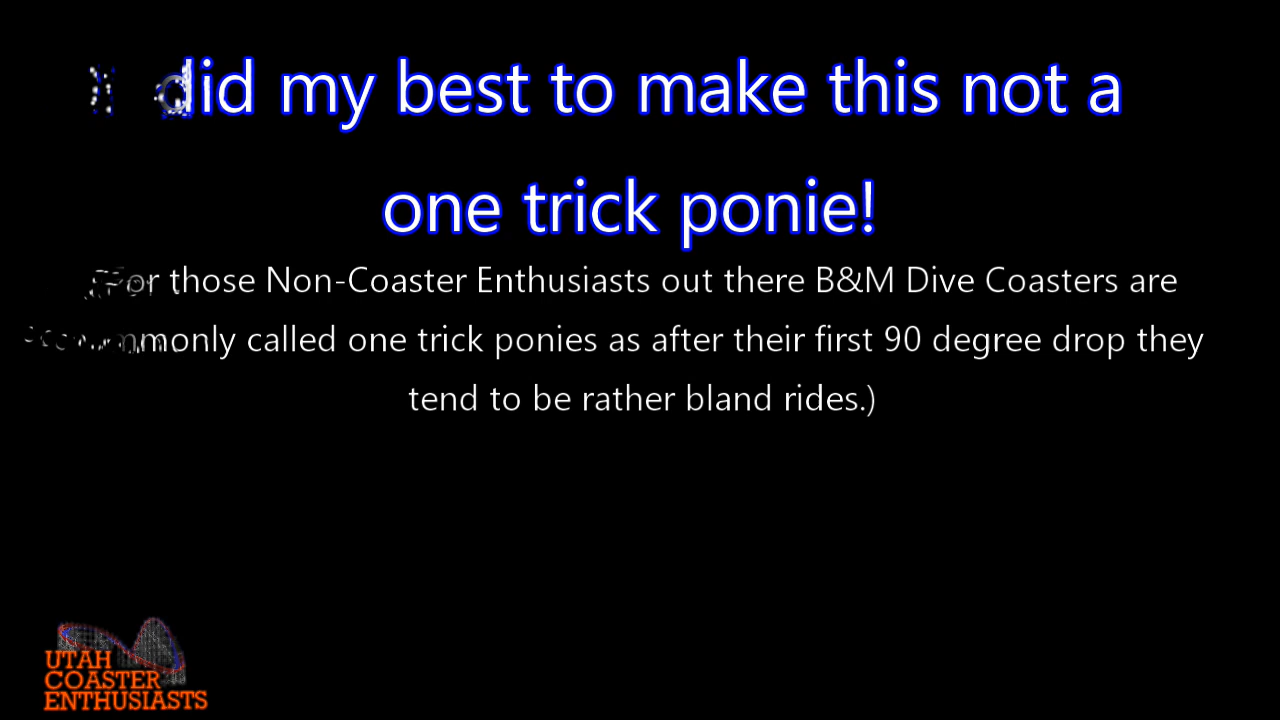 I did my best to make this not a
one trick ponie!
(For those Non-Coaster Enthusiasts out there B&M Dive Coasters are
commonly called one trick ponies as after their first 90 degree drop they
tend to be rather bland rides.)
UTAH
COASTER
ENTHUSIASTS